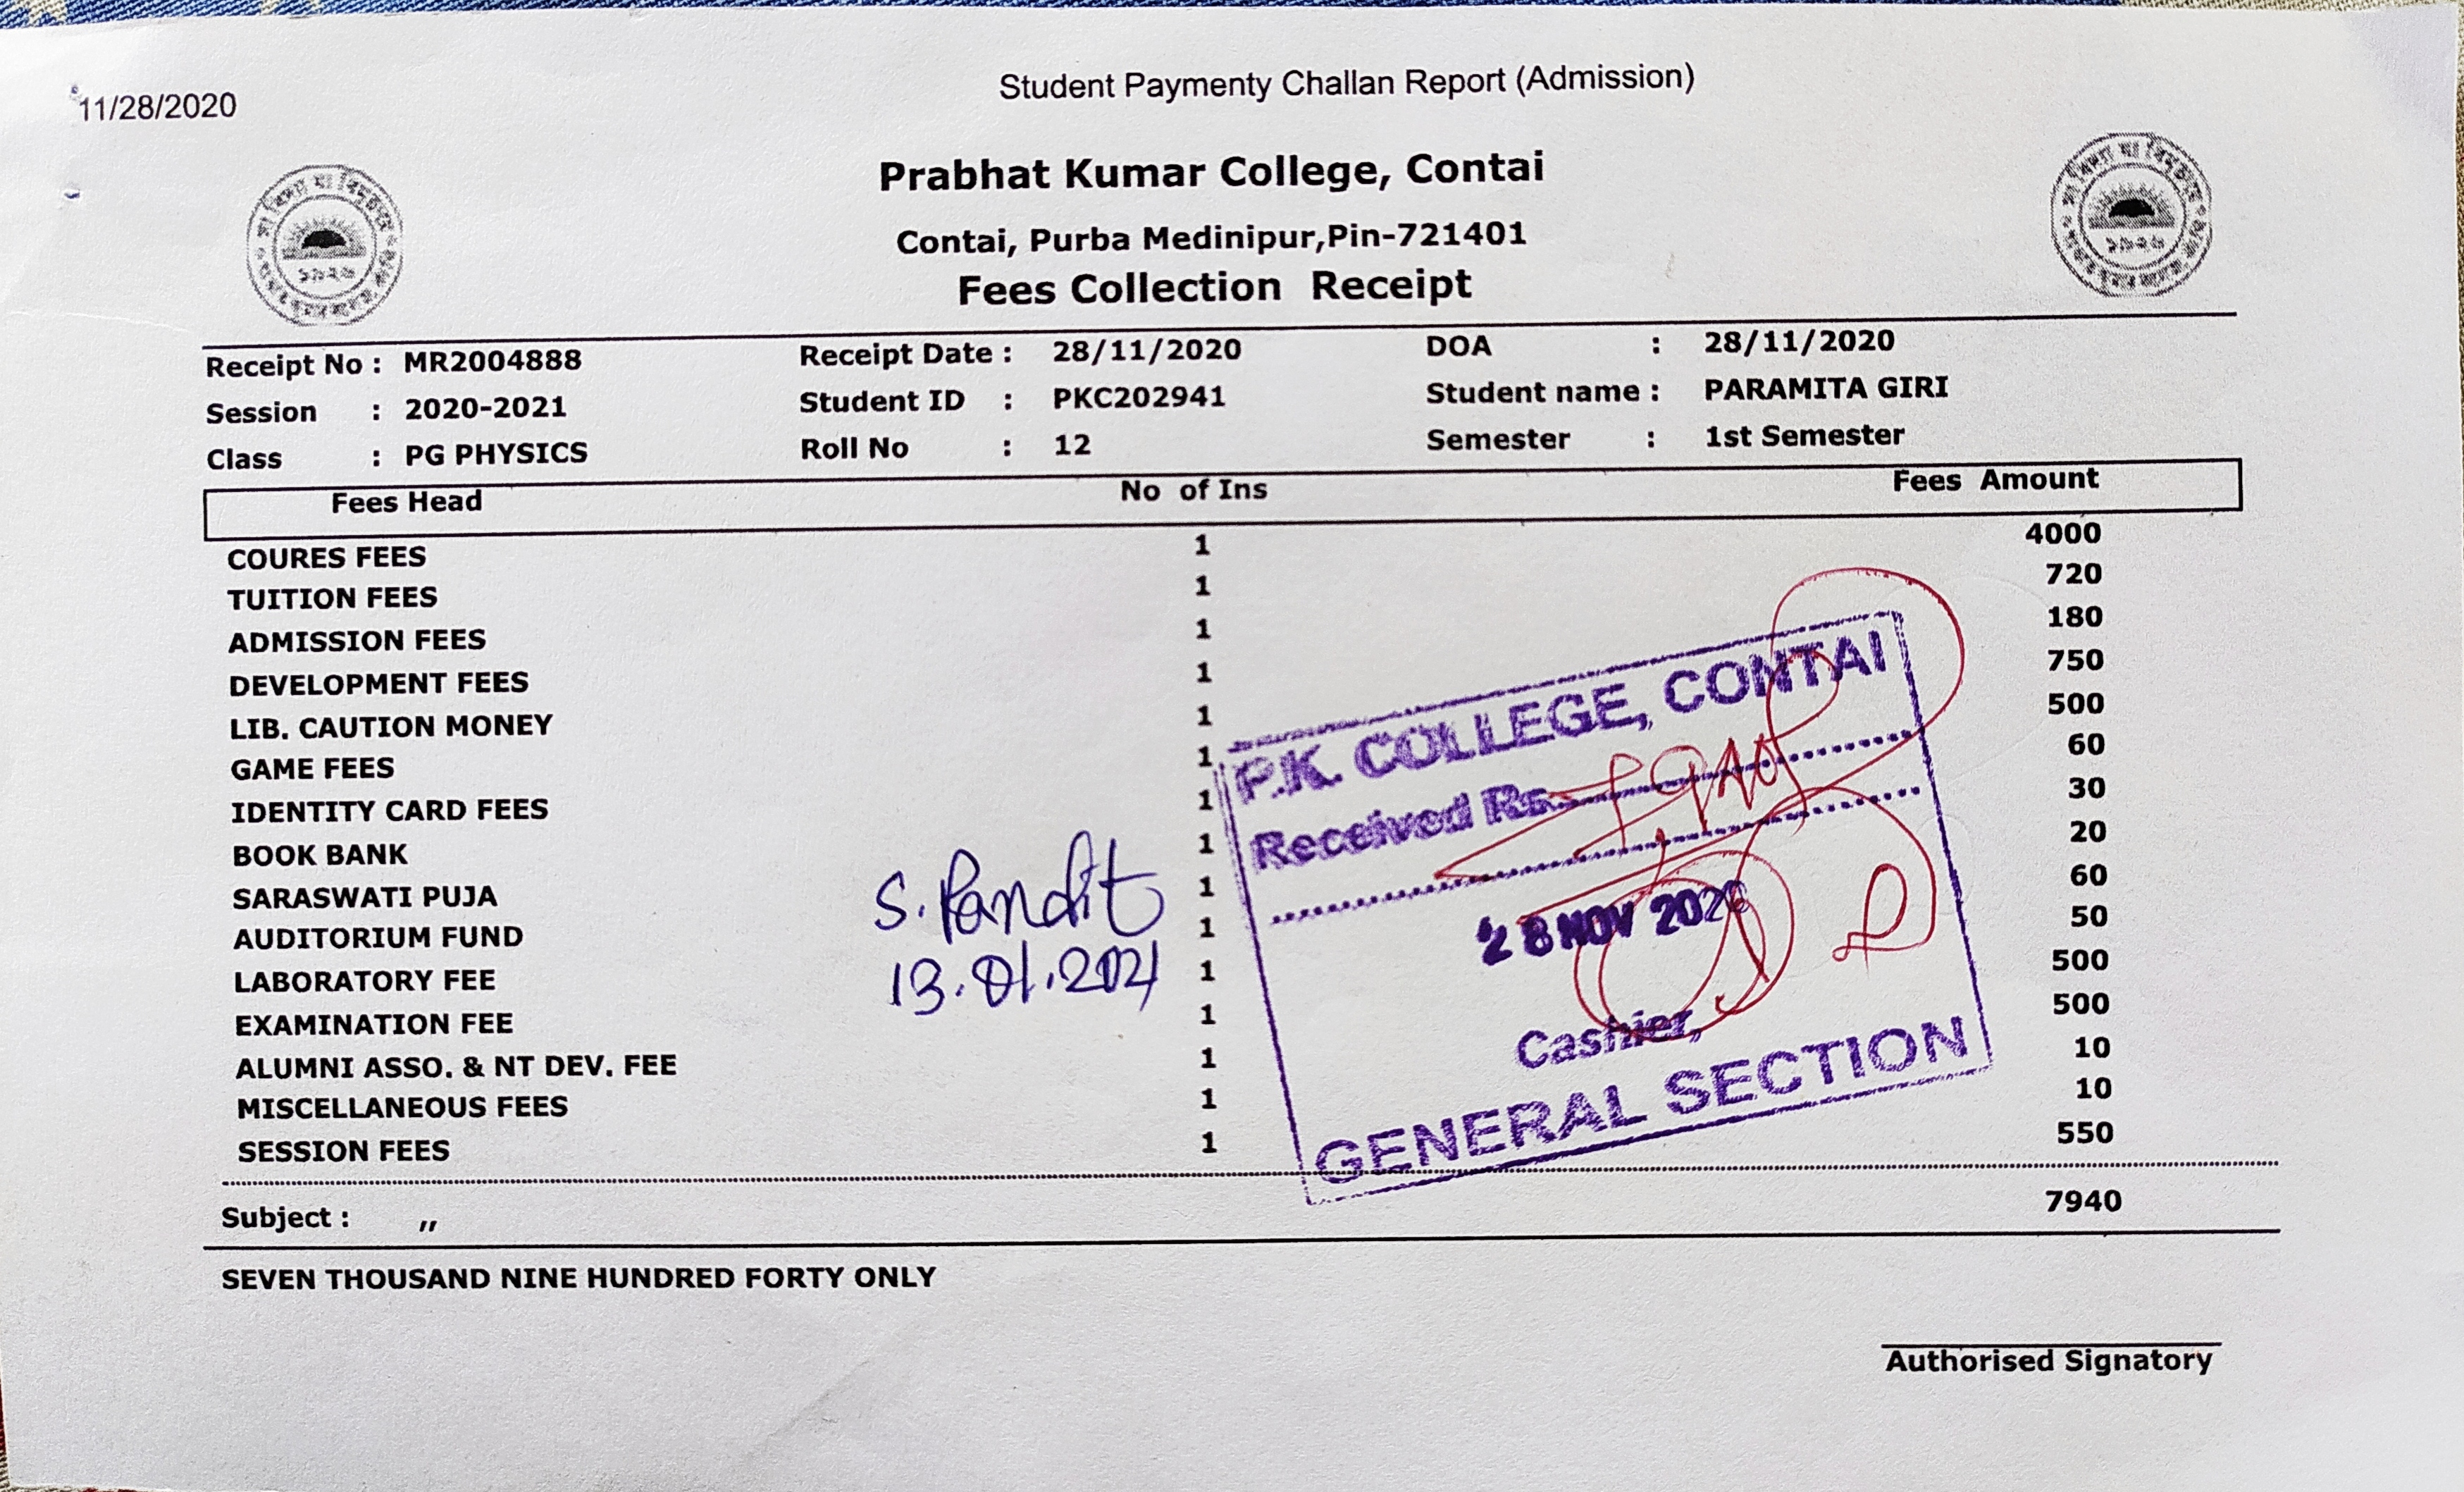 11/28/2020 Student Paymenty Challan Report (Admission)
Prabhat Kumar College, Contai
Contai, Purba Medinipur,Pin-721401
Fees Collection Receipt
Receipt No : MR2004888 Receipt Date : 28/11/2020 DOA : 28/11/2020
Session : 2020-2021 Student ID : PKC202941 Student name : PARAMITA GIRI
Class : PG PHYSICS Roll No : 12 Semester : 1st Semester
Fees Head No of Ins Fees Amount
COURES FEES 1 4000
TUITION FEES 1 720
ADMISSION FEES 1 180
DEVELOPMENT FEES 1 750
LIB. CAUTION MONEY 1 500
GAME FEES 1 60
IDENTITY CARD FEES 1 30
BOOK BANK 1 20
SARASWATI PUJA 1 60
AUDITORIUM FUND 1 50
LABORATORY FEE 1 500
EXAMINATION FEE 1 500
ALUMNI ASSO. & NT DEV. FEE 1 10
MISCELLANEOUS FEES 1 10
SESSION FEES 1 550
P.K. COLLEGE, CONTAI
Received Rs.
28 NOV 2020
Cashier,
GENERAL SECTION
S. Pandit
13.01.2021
Subject : ,, 7940
SEVEN THOUSAND NINE HUNDRED FORTY ONLY
Authorised Signatory